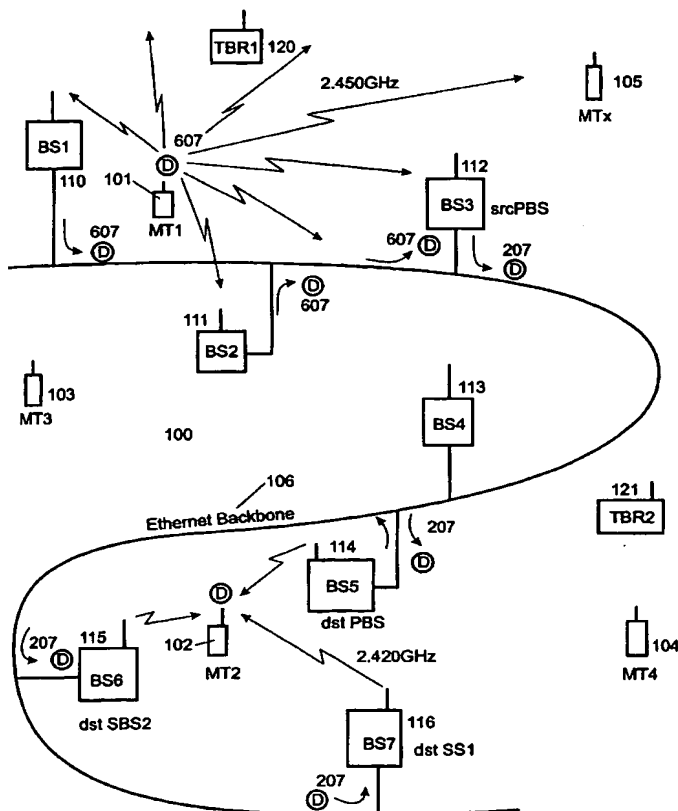 TBR1
120
2.450GHz
105
MTx
BS1
110
607
D
101
MT1
112
BS3
srcPBS
607
D
607
D
207
D
D
607
111
BS2
103
MT3
113
BS4
100
106
Ethernet Backbone
121
TBR2
207
D
114
BS5
dst PBS
D
102
MT2
207
D
115
BS6
dst SBS2
2.420GHz
104
MT4
116
BS7
dst SS1
207
D